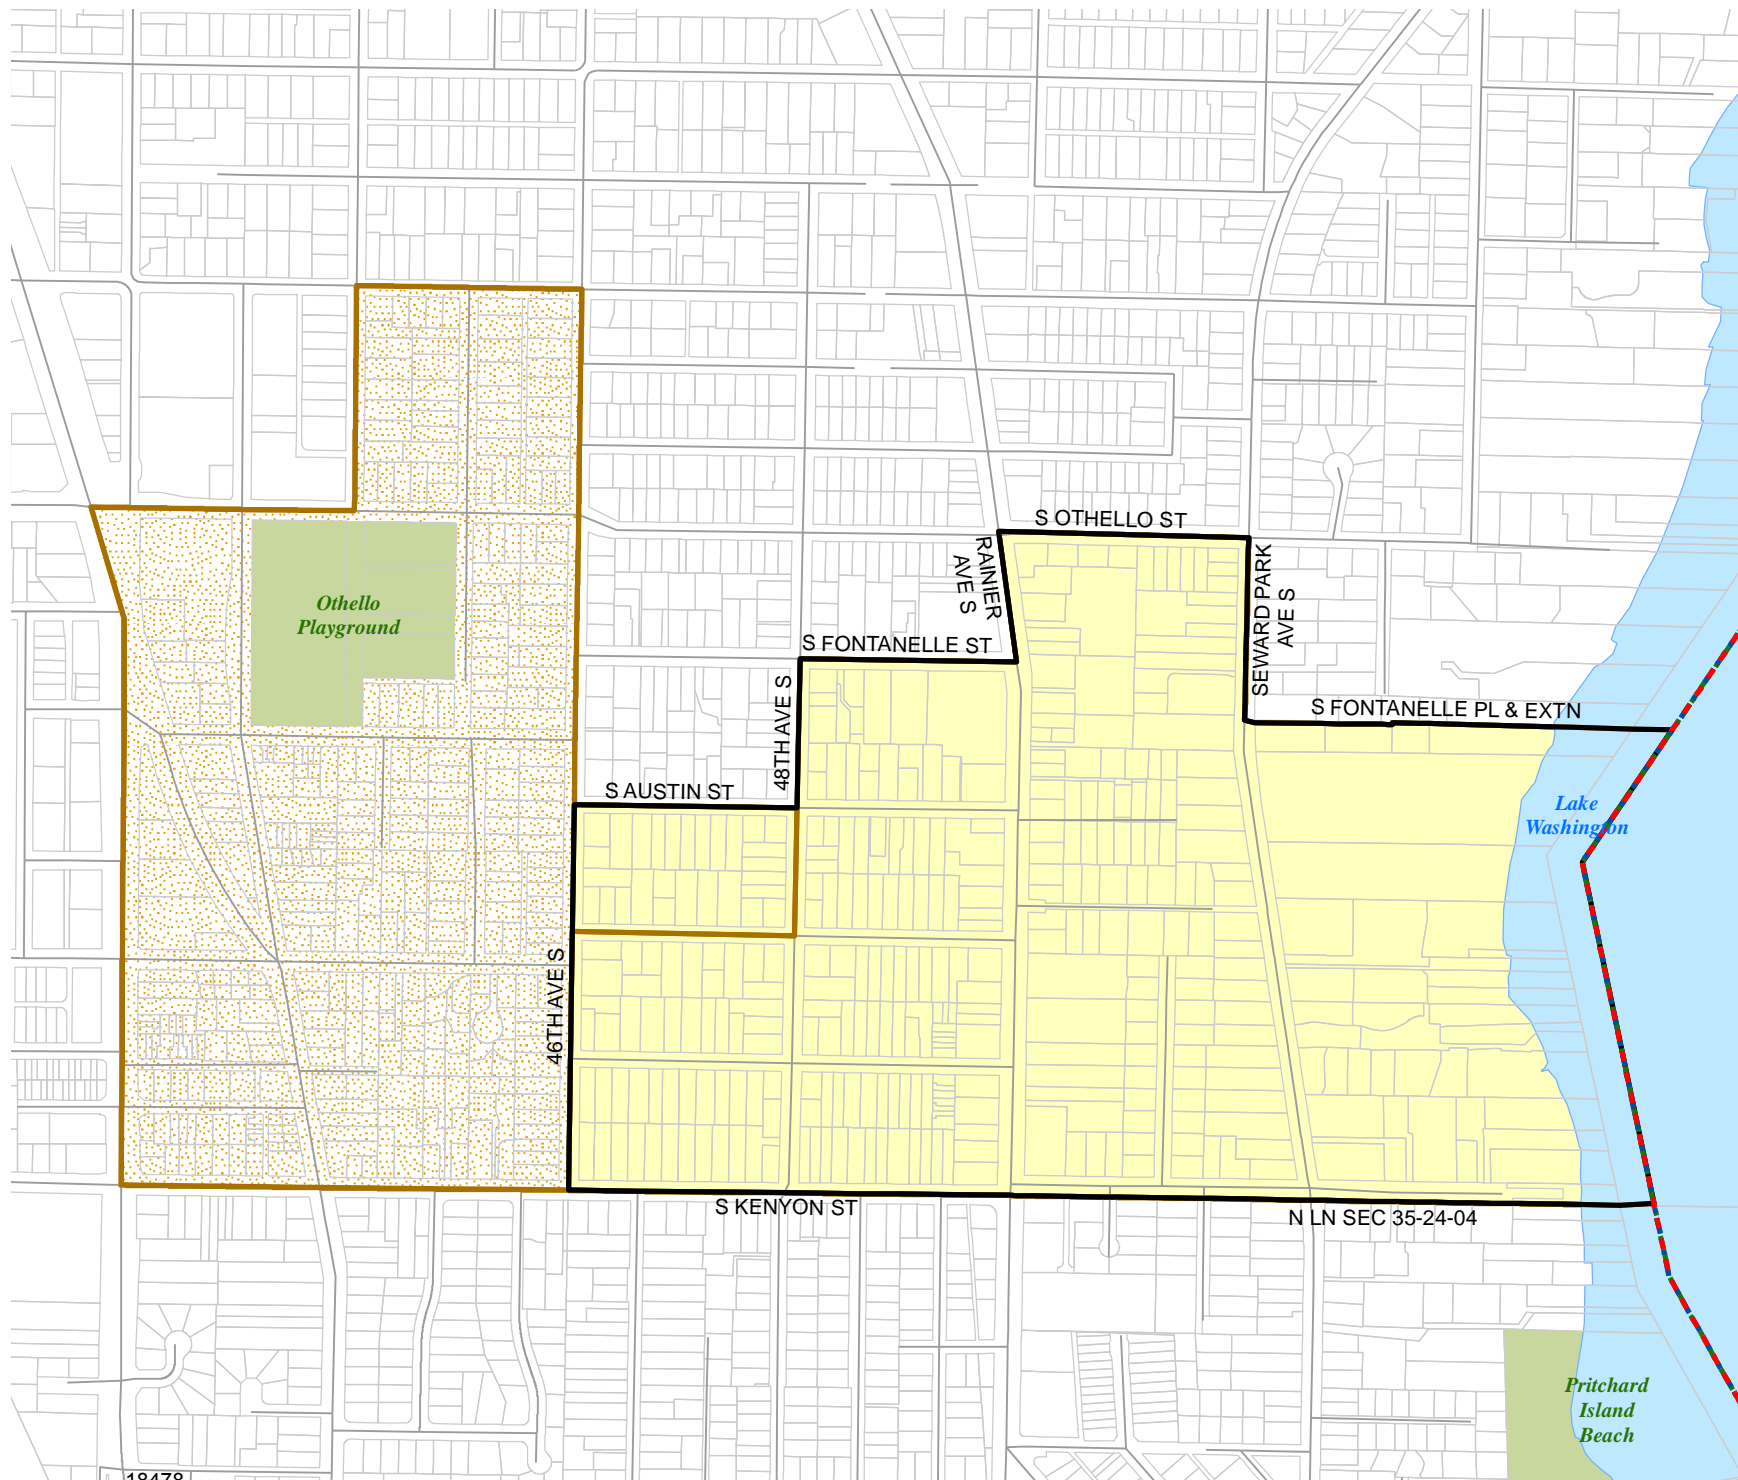 S OTHELLO ST
RAINIER
AVE S
SEWARD PARK
AVE S
Othello
Playground
S FONTANELLE ST
48TH AVE S
S FONTANELLE PL & EXTN
S AUSTIN ST
Lake
Washington
46TH AVE S
S KENYON ST
N LN SEC 35-24-04
Pritchard
Island
Beach
18478